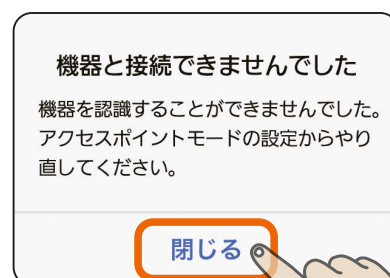 機器と接続できませんでした
機器を認識することができませんでした。
アクセスポイントモードの設定からやり
直してください。
閉じる